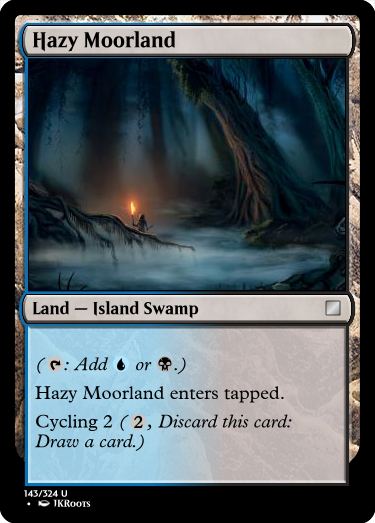 Hazy Moorland
Land — Island Swamp
( : Add  or .)
Hazy Moorland enters tapped.
Cycling 2 ( 2 , Discard this card:
Draw a card.)
143/324 U
• JKRoots